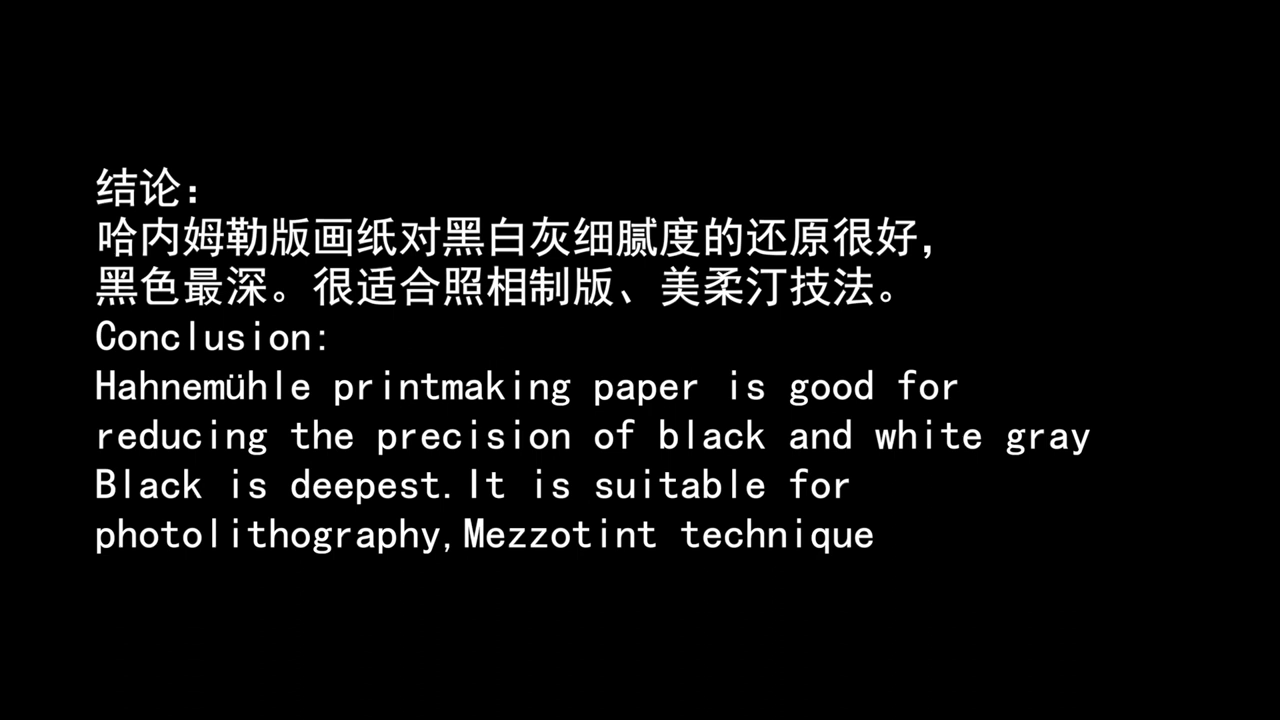 结论：
哈内姆勒版画纸对黑白灰细腻度的还原很好，
黑色最深。很适合照相制版、美柔汀技法。
Conclusion:
Hahnemühle printmaking paper is good for
reducing the precision of black and white gray
Black is deepest.It is suitable for
photolithography,Mezzotint technique